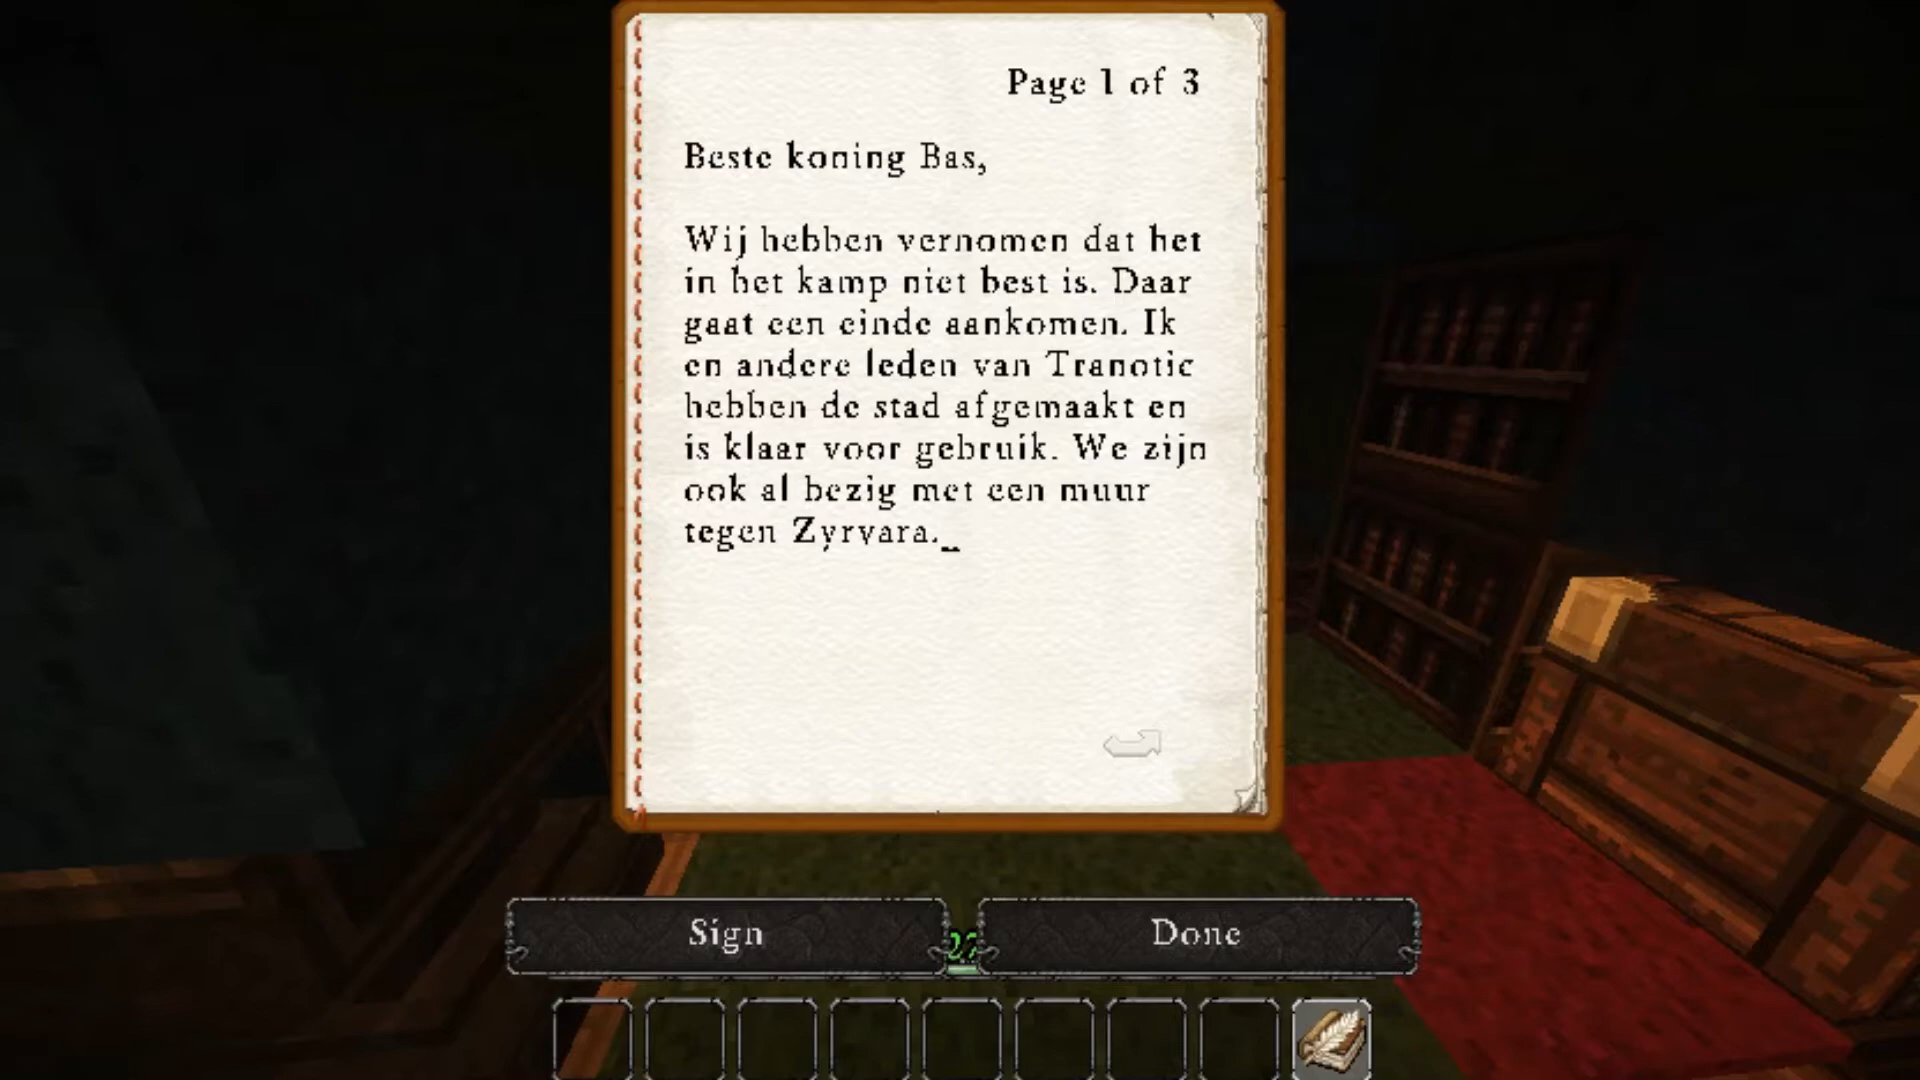 Page 1 of 3
Beste koning Bas,
Wij hebben vernomen dat het
in het kamp niet best is. Daar
gaat een einde aankomen. Ik
en andere leden van Tranotic
hebben de stad afgemaakt en
is klaar voor gebruik. We zijn
ook al bezig met een muur
tegen Zyrvara._
Sign
Done